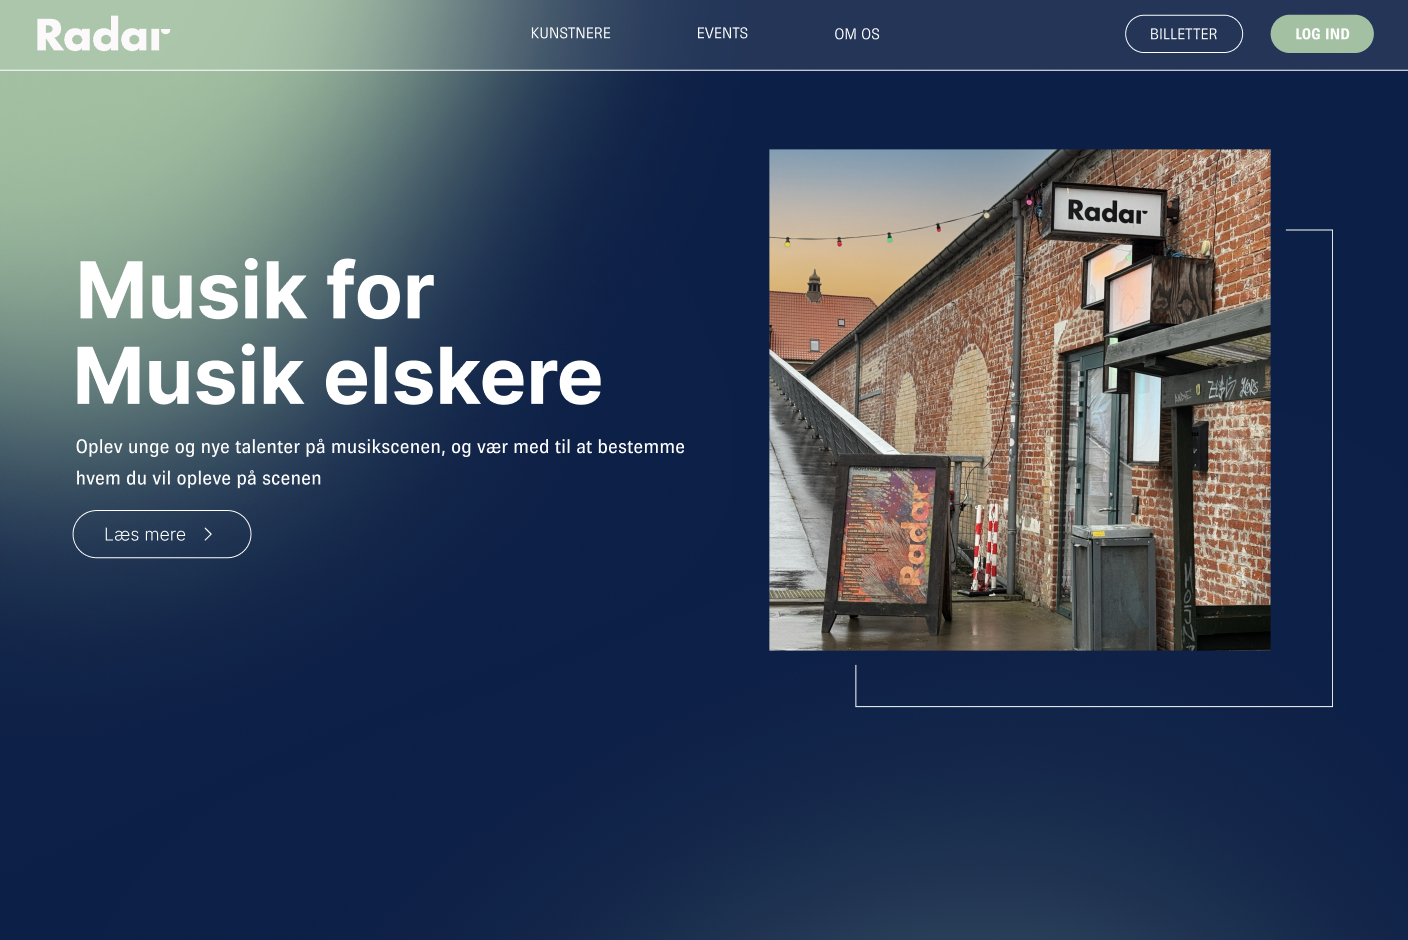 Radar
KUNSTNERE
EVENTS
OM OS
BILLETTER
LOG IND
Musik for
Musik elskere
Oplev unge og nye talenter på musikscenen, og vær med til at bestemme
hvem du vil opleve på scenen
Læs mere
Radar
Radar